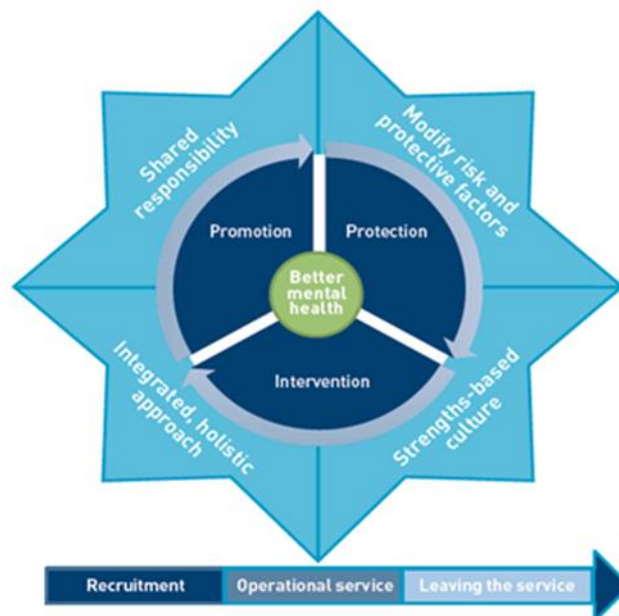 Shared
responsibility
Modify risk and
protective factors
Promotion
Protection
Better
mental
health
Intervention
Integrated, holistic
approach
Strengths-based
culture
Recruitment
Operational service
Leaving the service